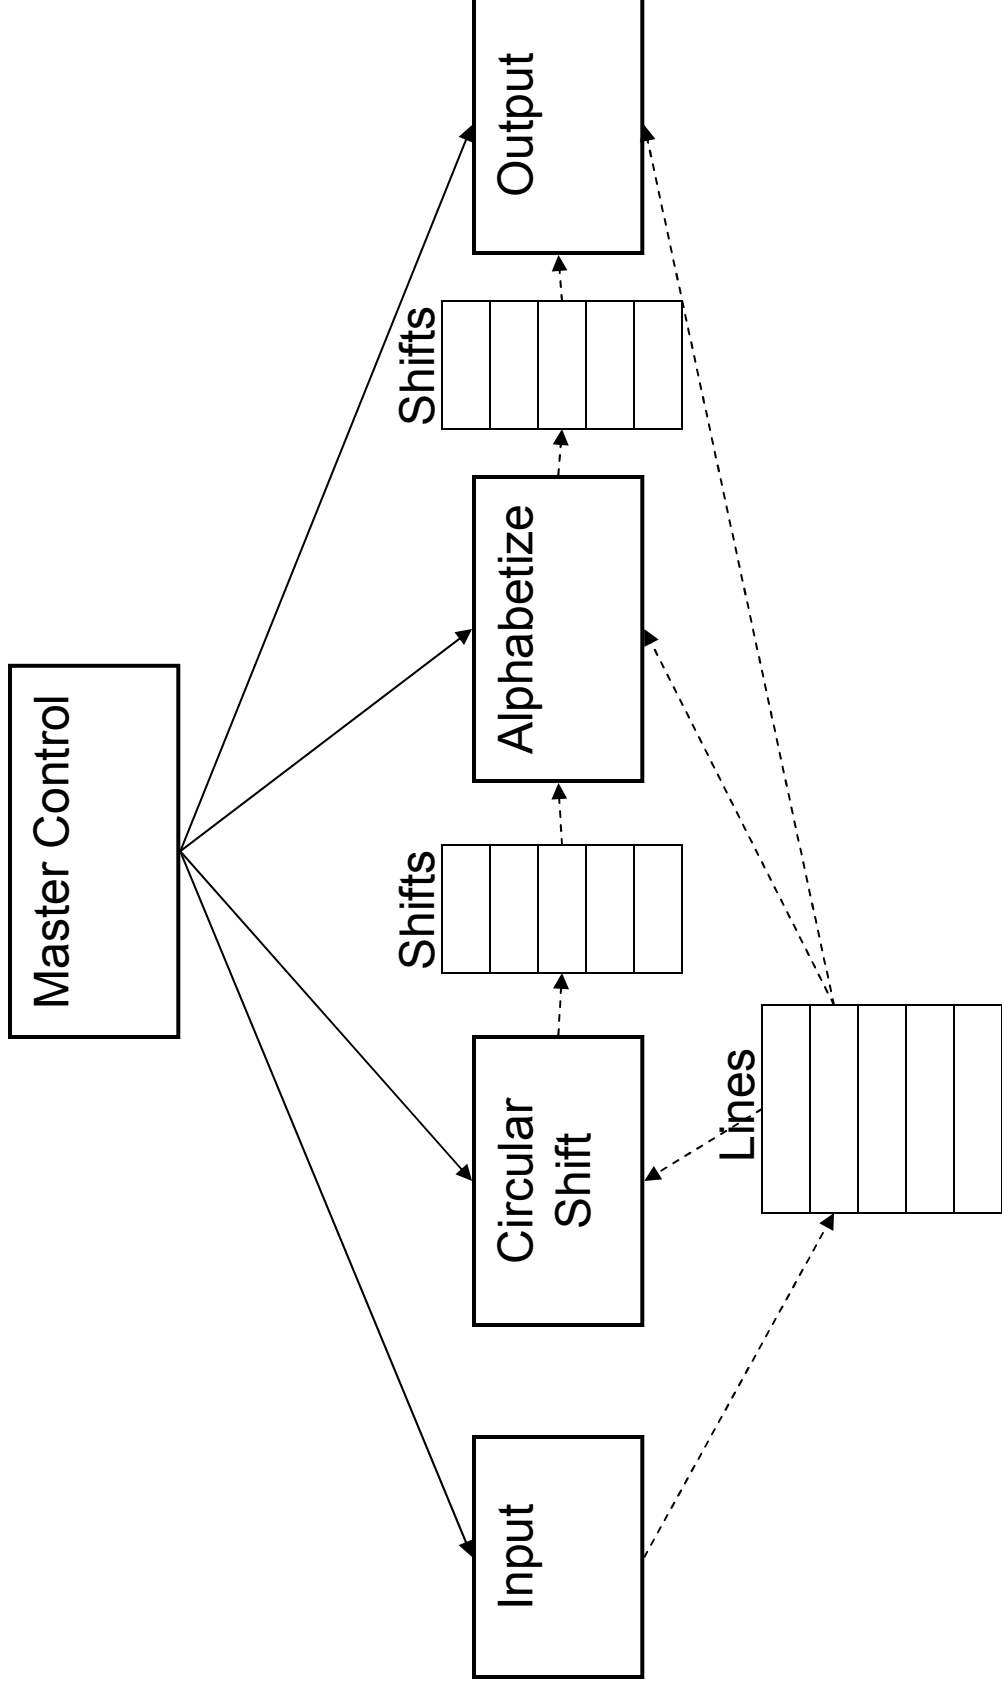 Master Control
Input
Circular
Shift
Shifts
Alphabetize
Shifts
Output
Lines